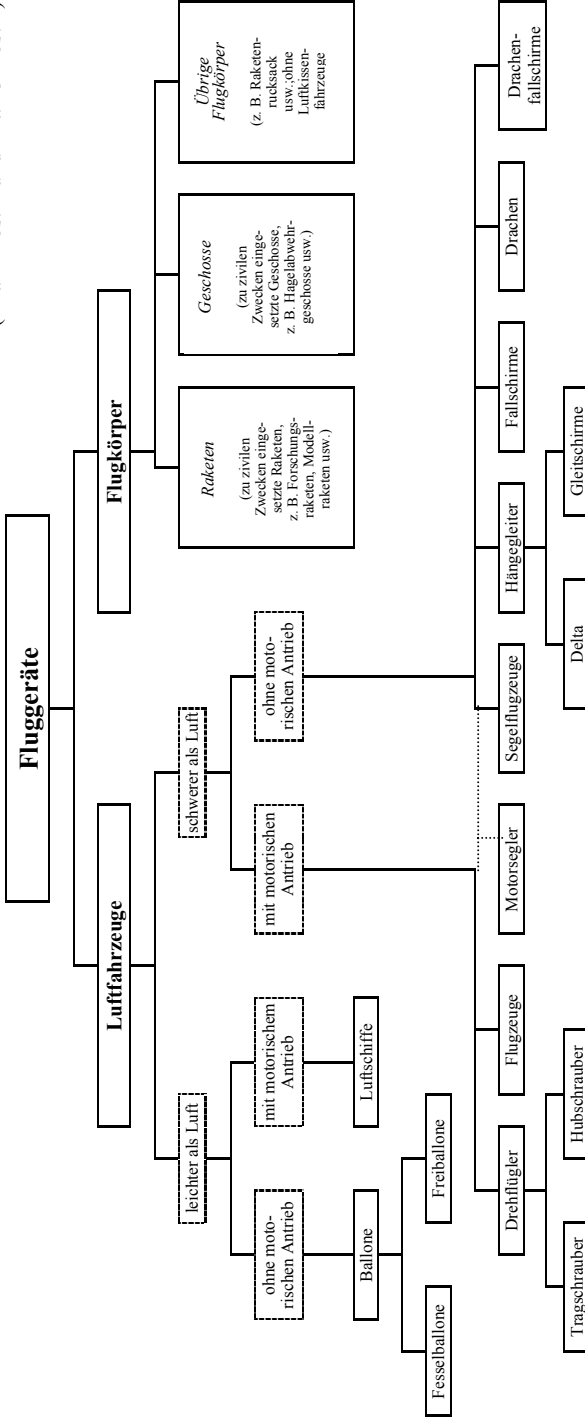 Fluggeräte
Luftfahrzeuge
Flugkörper
leichter als Luft
schwerer als Luft
Raketen
(zu zivilen
Zwecken einge-
setzte Raketen,
z. B. Forschungs-
raketen, Modell-
raketen usw.)
Geschosse
(zu zivilen
Zwecken einge-
setzte Geschosse,
z. B. Hagelabwehr-
geschosse usw.)
Übrige
Flugkörper
(z. B. Raketen-
rucksack
usw.;ohne
Luftkissen-
fahrzeuge
ohne moto-
rischen Antrieb
mit motorischem
Antrieb
mit motorischen
Antrieb
ohne moto-
rischen Antrieb
Ballone
Luftschiffe
Fesselballone
Freiballone
Drehflügler
Flugzeuge
Motorsegler
Segelflugzeuge
Hängegleiter
Fallschirme
Drachen
Drachen-
fallschirme
Tragschrauber
Hubschrauber
Delta
Gleitschirme